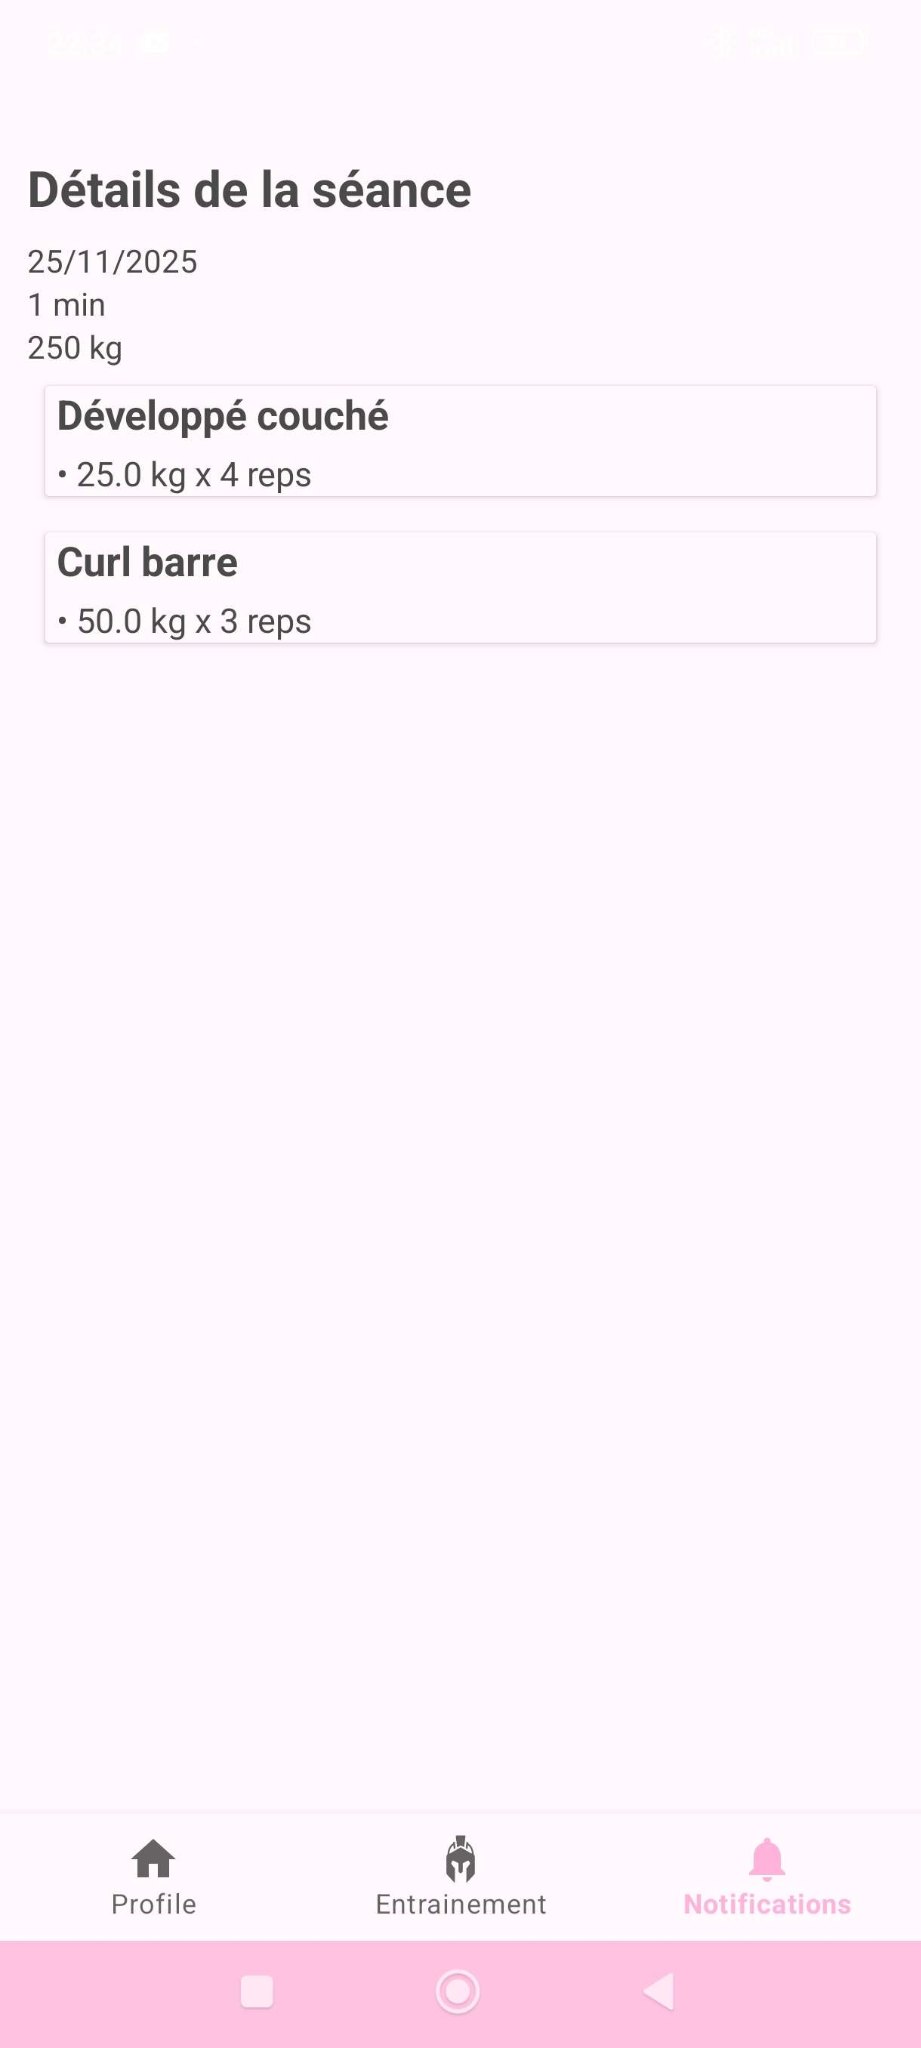 Détails de la séance
25/11/2025
1 min
250 kg
Développé couché
• 25.0 kg x 4 reps
Curl barre
• 50.0 kg x 3 reps
Profile
Entrainement
Notifications